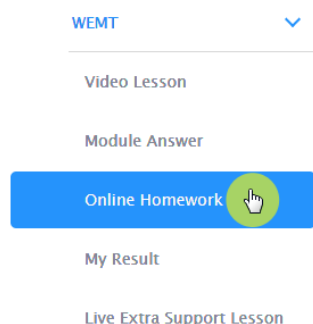 WEMT
Video Lesson
Module Answer
Online Homework
My Result
Live Extra Support Lesson